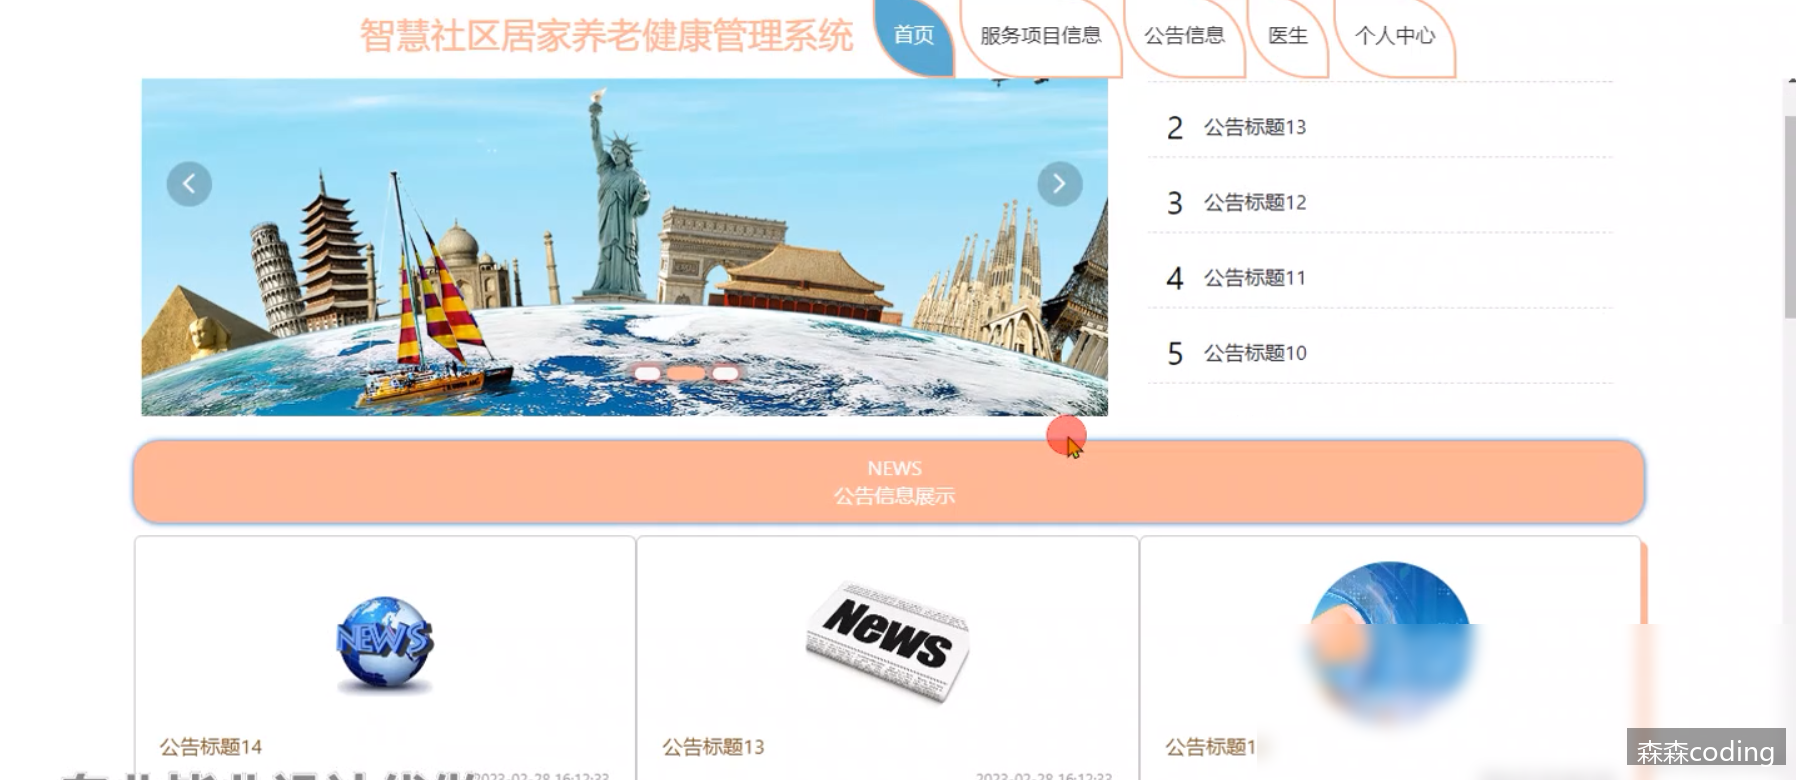 智慧社区居家养老健康管理系统
首页
服务项目信息
公告信息
医生
个人中心
2 公告标题13
3 公告标题12
4 公告标题11
5 公告标题10
NEWS
公告信息展示
NEWS
News
公告标题14
公告标题13
公告标题1
2023-02-28 16:12:33
2023-02-28 16:12:33
森森coding